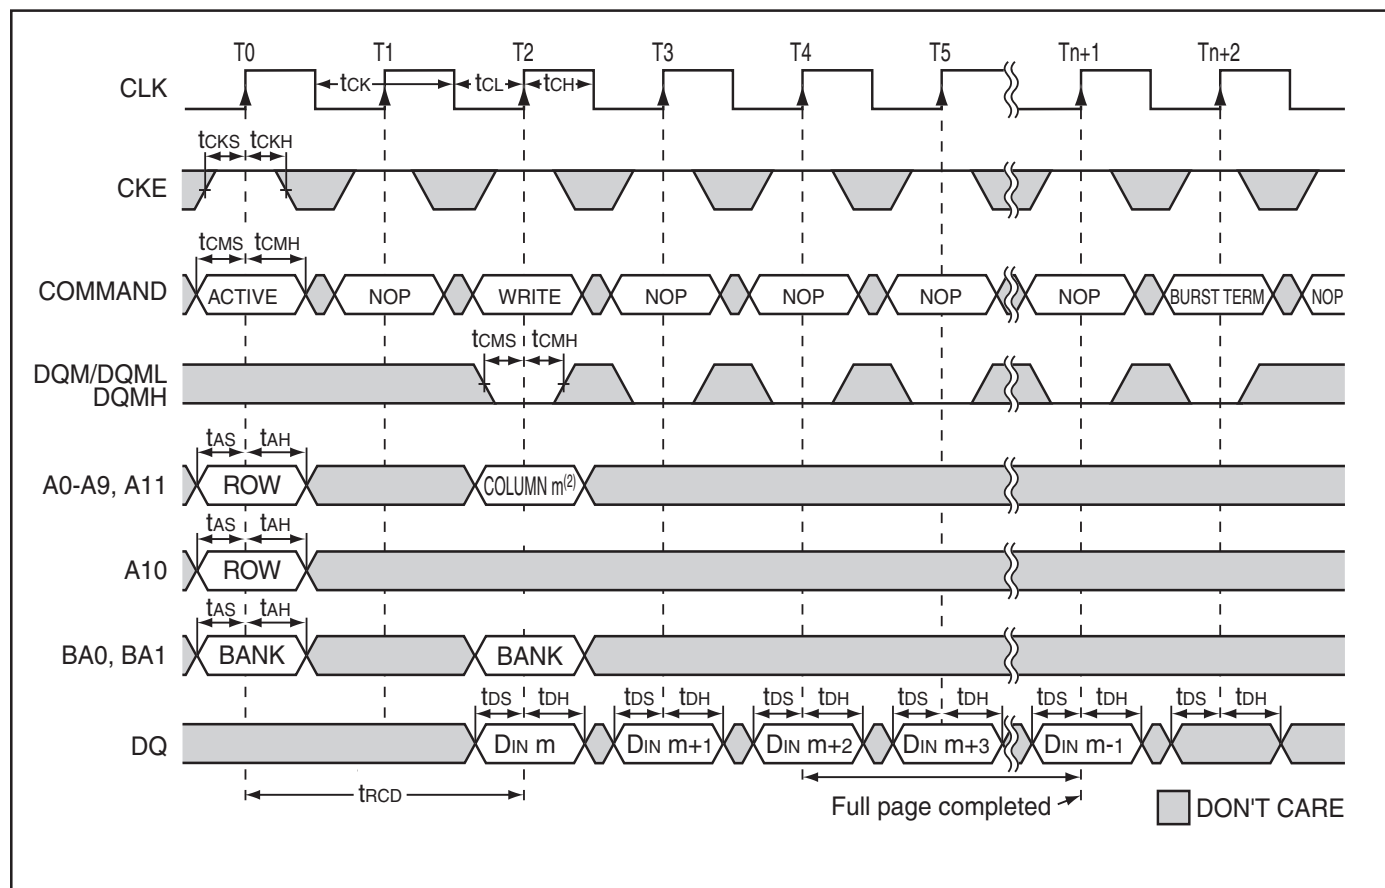 T0 T1 T2 T3 T4 T5 Tn+1 Tn+2
CLK
tCK tCL tCH
tCKS tCKH
CKE
tCMS tCMH
COMMAND
ACTIVE NOP WRITE NOP NOP NOP NOP BURST TERM NOP
tCMS tCMH
DQM/DQML
DQMH
tAS tAH
A0-A9, A11 ROW COLUMN m(2)
tAS tAH
A10 ROW
tAS tAH
BA0, BA1 BANK BANK
tDS tDH tDS tDH tDS tDH tDS tDH tDS tDH tDS tDH
DQ DIN m DIN m+1 DIN m+2 DIN m+3 DIN m-1
tRCD
Full page completed
DON'T CARE